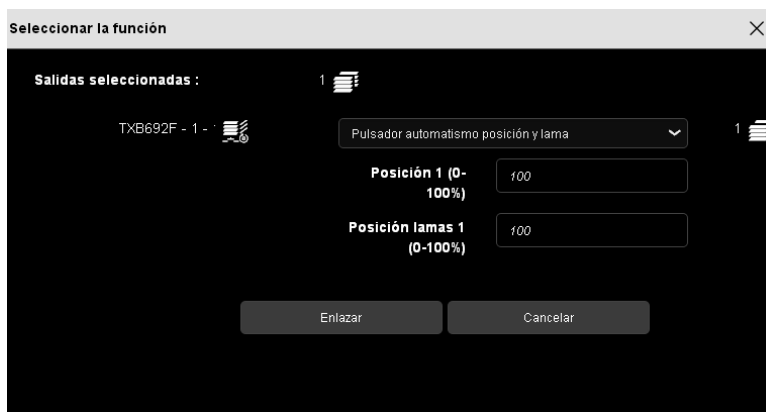 Seleccionar la función
Salidas seleccionadas :
1
TXB692F - 1 -
Pulsador automatismo posición y lama
1
Posición 1 (0-
100%)
100
Posición lamas 1
(0-100%)
100
Enlazar
Cancelar